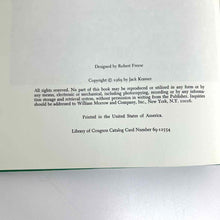 Designed by Robert Freese
Copyright © 1969 by Jack Kramer
All rights reserved. No part of this book may be reproduced or utilized in any form or by
any means, electronic or mechanical, including photocopying, recording or by any informa-
tion storage and retrieval system, without permission in writing from the Publisher. Inquiries
should be addressed to William Morrow and Company, Inc., New York, N.Y. 10016.
Printed in the United States of America.
Library of Congress Catalog Card Number 69-12554